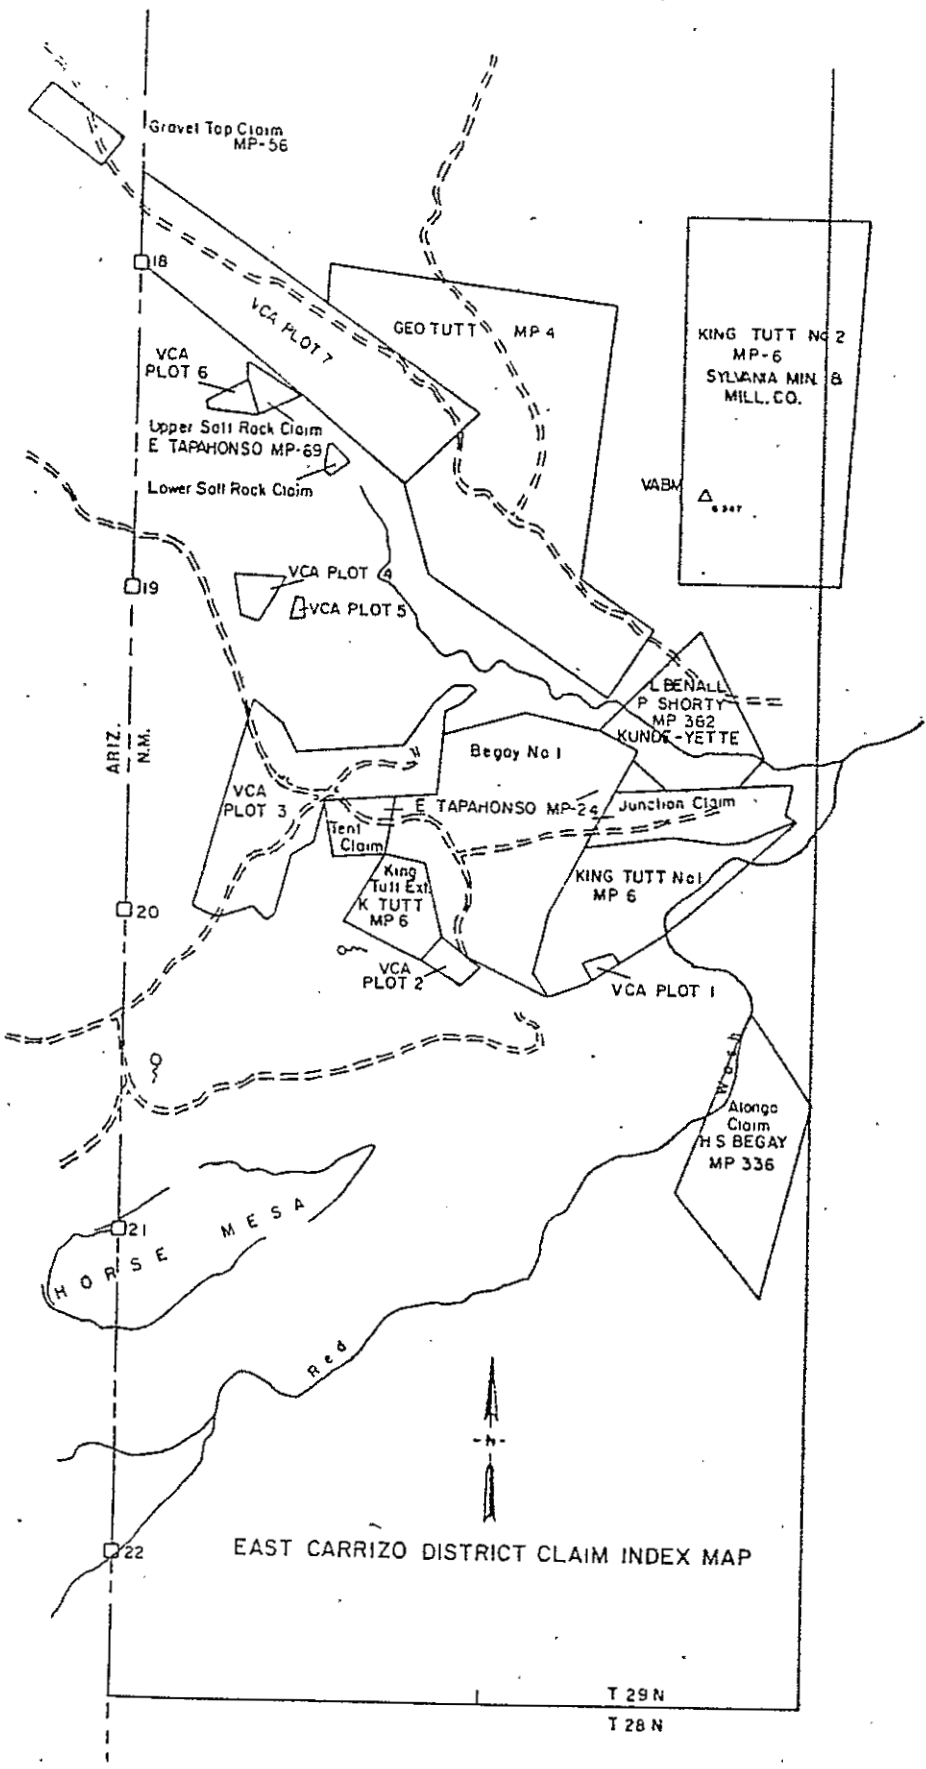 Gravel Top Claim
MP-56
18
VCA PLOT 7
GEO TUTT MP 4
KING TUTT No 2
MP-6
SYLVANIA MIN. &
MILL. CO.
VCA
PLOT 6
Upper Salt Rock Claim
E TAPAHONSO MP-69
Lower Salt Rock Claim
VABM
6347
VCA PLOT 4
19
VCA PLOT 5
L BENALL
P SHORTY
MP 362
KUNDE-YETTE
ARIZ.
N.M.
Begay No 1
VCA
PLOT 3
E TAPAHONSO MP-24
Junction Claim
Tent
Claim
King
Tutt Ext.
K TUTT
MP 6
KING TUTT No 1
MP 6
20
VCA
PLOT 2
VCA PLOT 1
Wash
Alongo
Claim
H S BEGAY
MP 336
21
HORSE MESA
Red
N
22
EAST CARRIZO DISTRICT CLAIM INDEX MAP
T 29 N
T 28 N